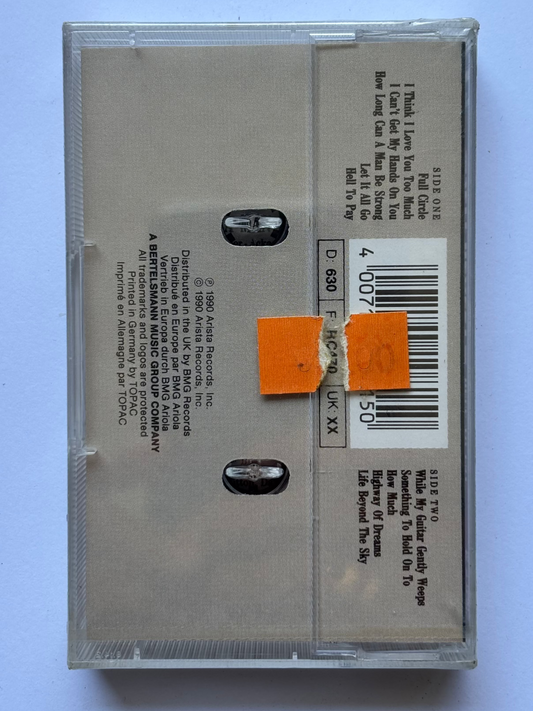 SIDE ONE
Full Circle
I Think I Love You Too Much
I Can't Get My Hands On You
How Long Can A Man Be Strong
Let It All Go
Hell To Pay
SIDE TWO
While My Guitar Gently Weeps
Something To Hold On To
How Much
Highway Of Dreams
Life Beyond The Sky
4 007
150
D: 630
UK: XX
℗ 1990 Arista Records, Inc.
© 1990 Arista Records, Inc.
Distributed in the UK by BMG Records
Distribué en Europe par BMG Ariola
Vertrieb in Europa durch BMG Ariola
A BERTELSMANN MUSIC GROUP COMPANY
All trademarks and logos are protected
Printed in Germany by TOPAC
Imprimé en Allemagne par TOPAC